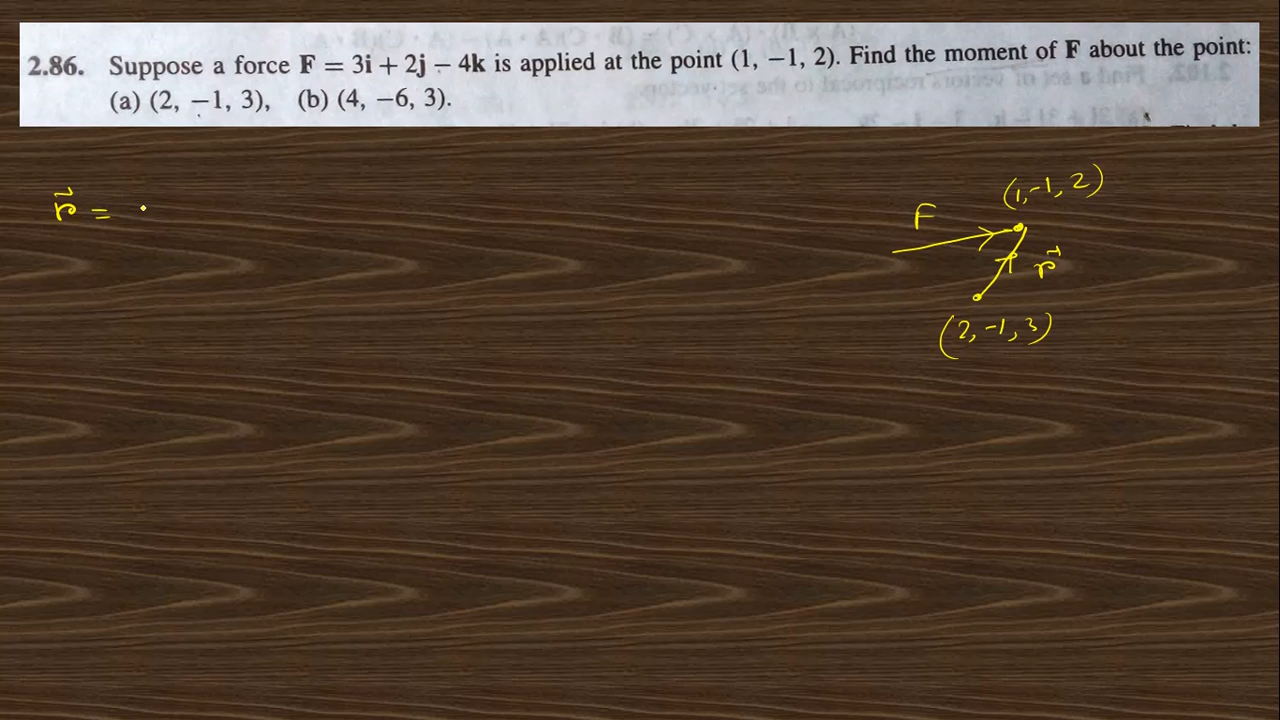 2.86. Suppose a force F = 3i + 2j − 4k is applied at the point (1, −1, 2). Find the moment of F about the point:
(a) (2, −1, 3), (b) (4, −6, 3).
(1, -1, 2)
r⃗ =
F
r⃗
(2, -1, 3)